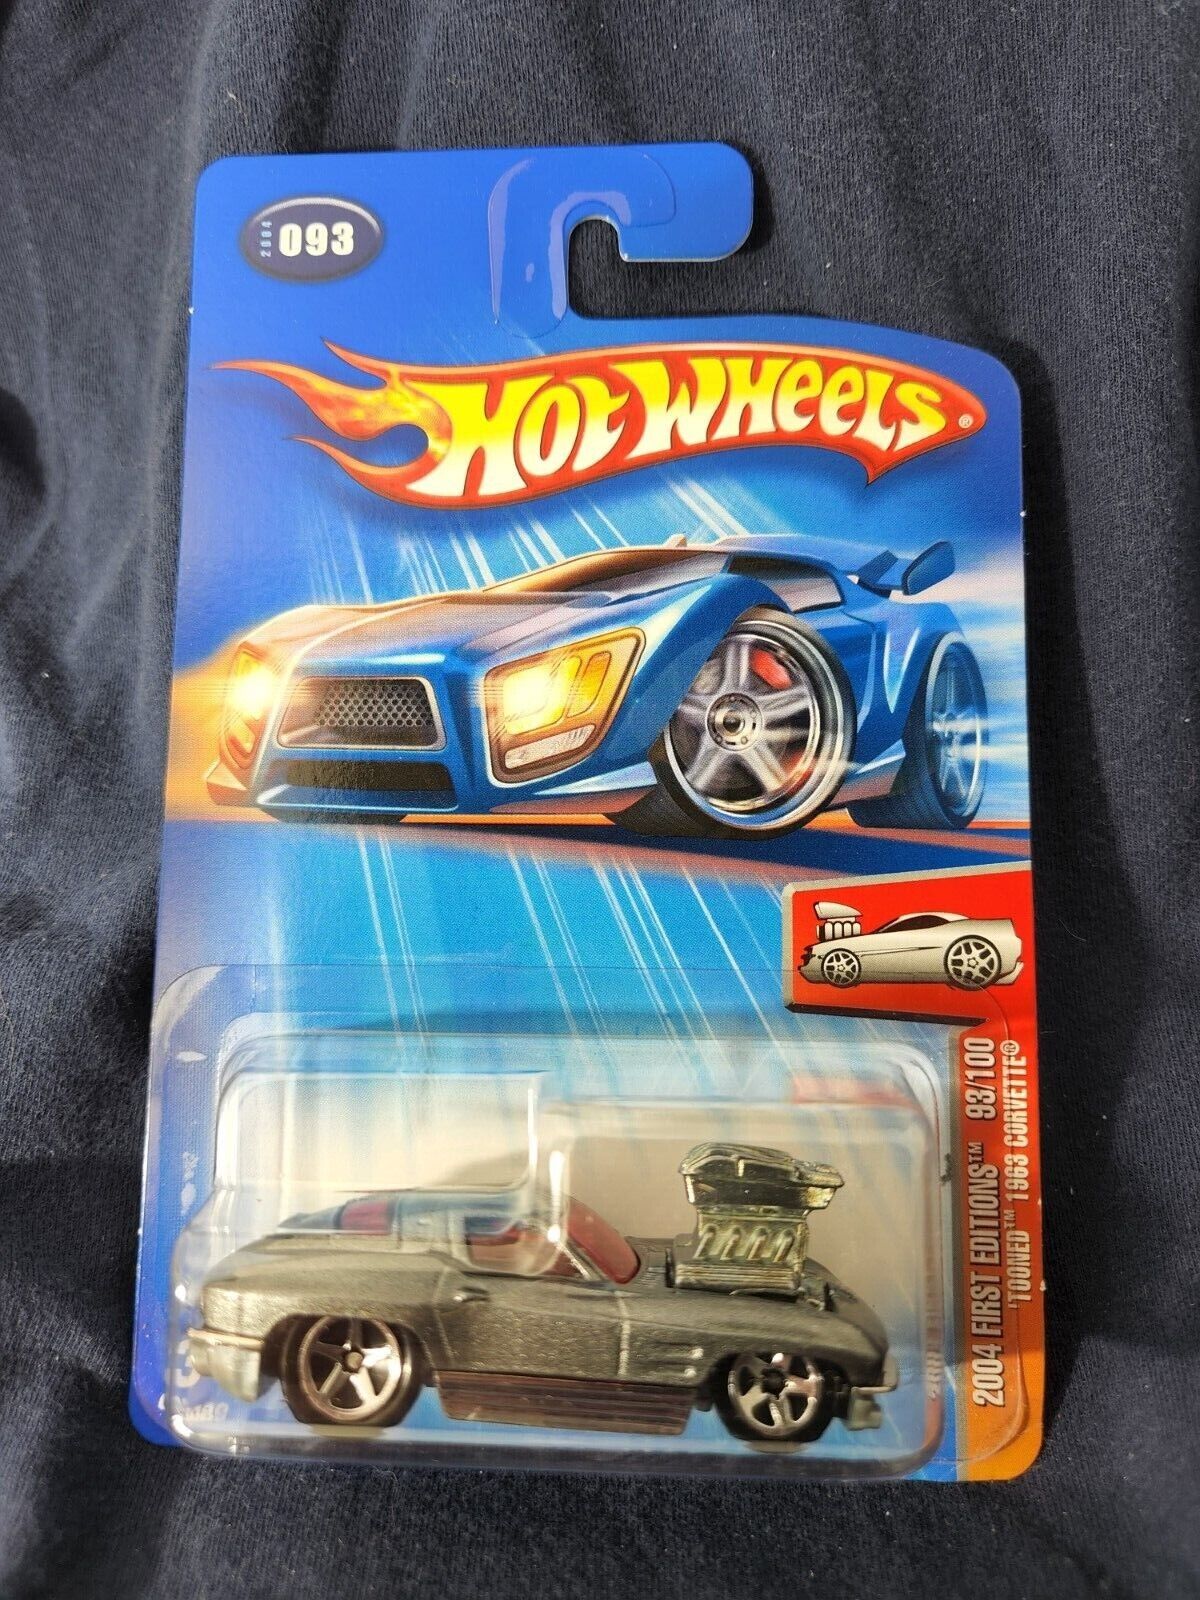 2004
093
HOT WHEELS®
2004 FIRST EDITIONS™ 93/100
'TOONED™ 1963 CORVETTE®